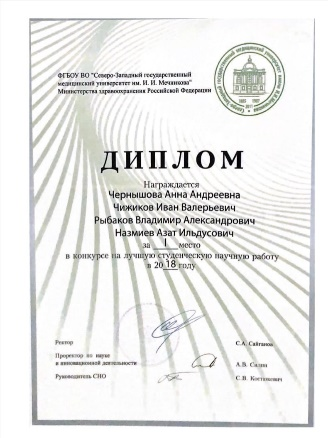 ФГБОУ ВО "Северо-Западный государственный
медицинский университет им. И. И. Мечникова"
Министерства здравоохранения Российской Федерации
ДИПЛОМ
Награждается
Чернышова Анна Андреевна
Чижиков Иван Валерьевич
Рыбаков Владимир Александрович
Назмиев Азат Ильдусович
за I место
в конкурсе на лучшую студенческую научную работу
в 2018 году
Ректор С.А. Сайганов
Проректор по науке
и инновационной деятельности А.В. Силин
Руководитель СНО С.В. Костюкевич